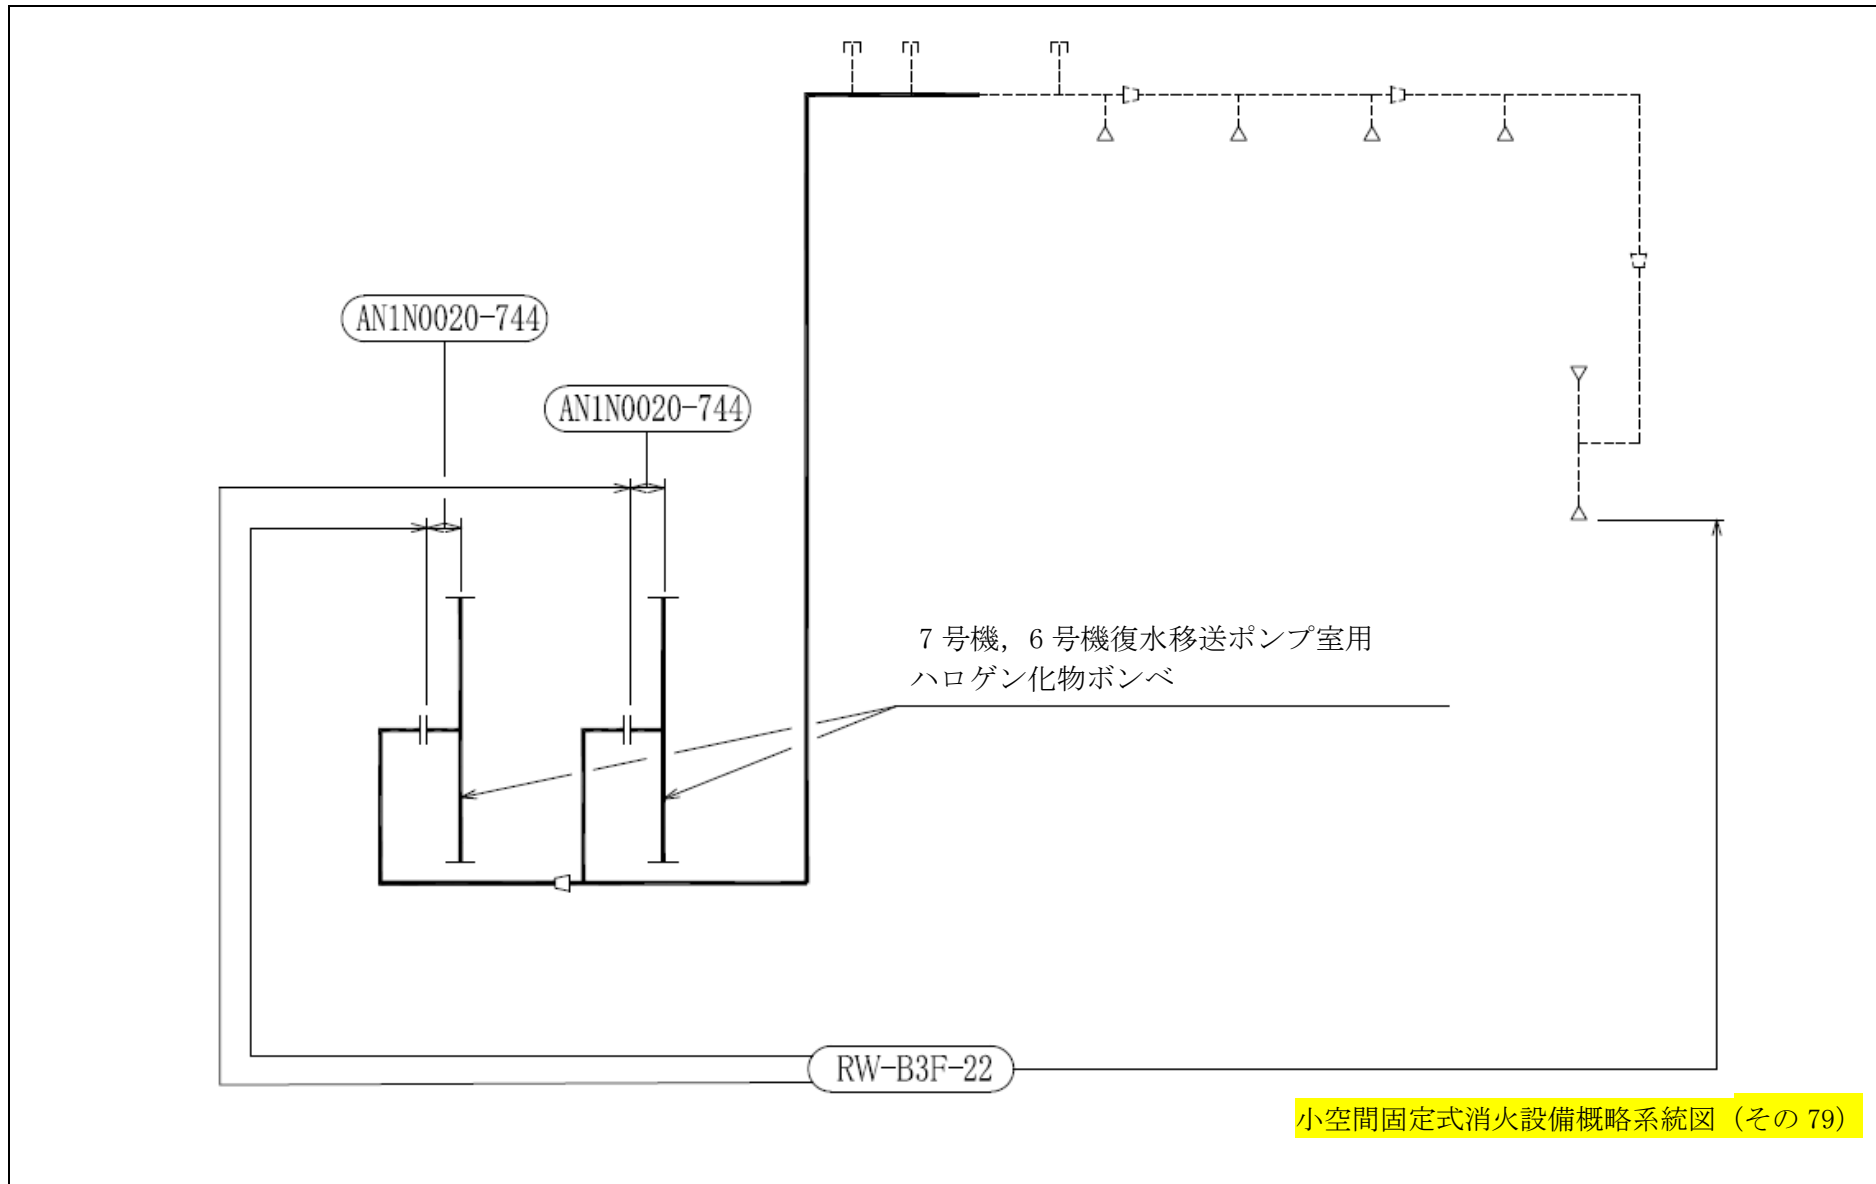 AN1N0020-744
AN1N0020-744
7号機，6号機復水移送ポンプ室用
ハロゲン化物ボンベ
RW-B3F-22
小空間固定式消火設備概略系統図（その 79）